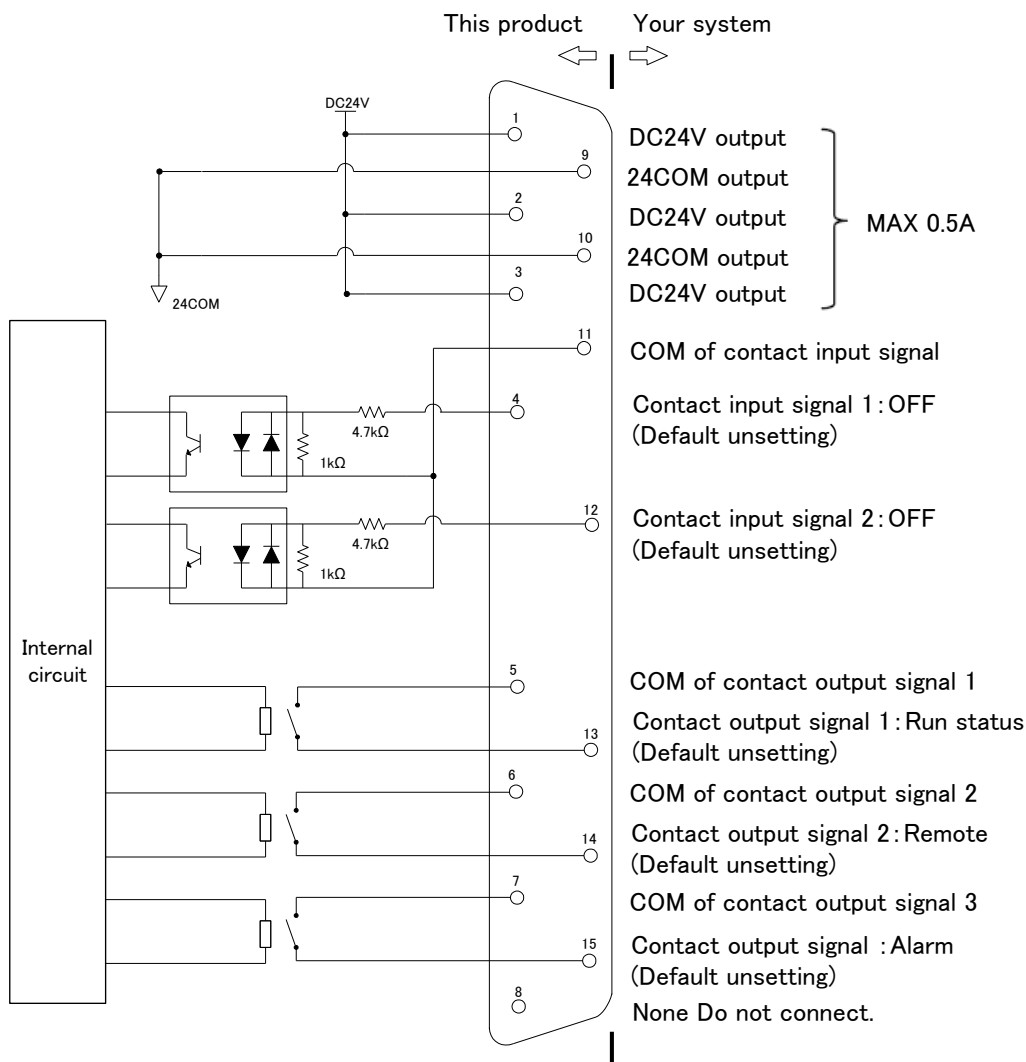 This product Your system
DC24V
1
DC24V output
9
24COM output
2
DC24V output
MAX 0.5A
10
24COM output
3
DC24V output
24COM
11
COM of contact input signal
4
Contact input signal 1:OFF
(Default unsetting)
4.7kΩ
1kΩ
12
Contact input signal 2:OFF
(Default unsetting)
4.7kΩ
1kΩ
Internal
circuit
5
COM of contact output signal 1
13
Contact output signal 1:Run status
(Default unsetting)
6
COM of contact output signal 2
14
Contact output signal 2:Remote
(Default unsetting)
7
COM of contact output signal 3
15
Contact output signal :Alarm
(Default unsetting)
8
None Do not connect.